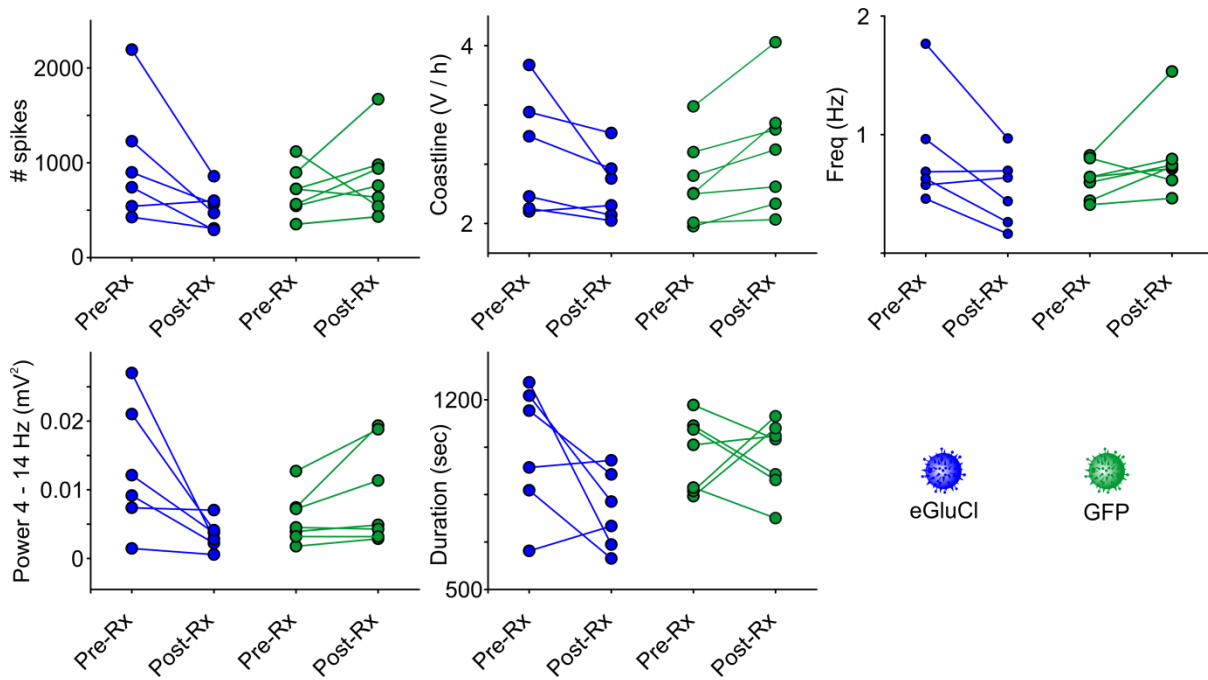 # spikes
2000
1000
0
Pre-Rx
Post-Rx
Pre-Rx
Post-Rx
Coastline (V / h)
4
2
Pre-Rx
Post-Rx
Pre-Rx
Post-Rx
Freq (Hz)
2
1
Pre-Rx
Post-Rx
Pre-Rx
Post-Rx
Power 4 - 14 Hz (mV²)
0.02
0.01
0
Pre-Rx
Post-Rx
Pre-Rx
Post-Rx
Duration (sec)
1200
500
Pre-Rx
Post-Rx
Pre-Rx
Post-Rx
eGluCl
GFP